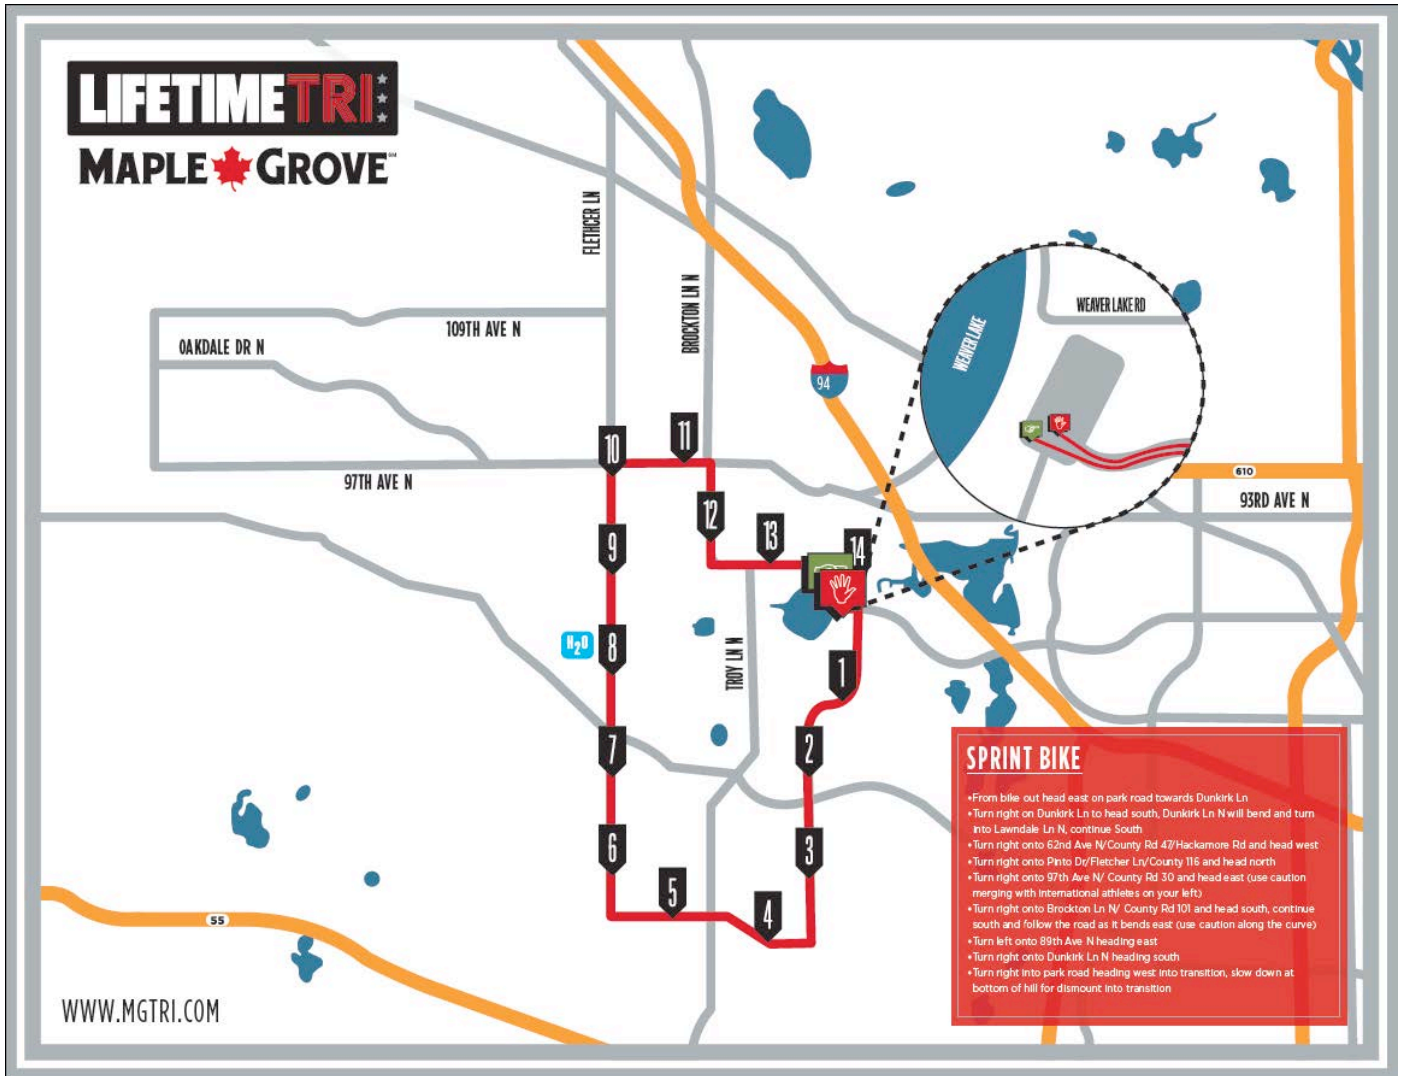 LIFETIMETRI
MAPLE GROVE
FLETHCER LN
BROCKTON LN N
109TH AVE N
OAKDALE DR N
97TH AVE N
94
WEAVER LAKE
WEAVER LAKE RD
610
93RD AVE N
10
11
12
13
14
9
8
H2O
TROY LN N
1
7
2
6
3
5
4
55
SPRINT BIKE
•From bike out head east on park road towards Dunkirk Ln
•Turn right on Dunkirk Ln to head south, Dunkirk Ln N will bend and turn
into Lawndale Ln N, continue South
•Turn right onto 62nd Ave N/County Rd 47/Hackamore Rd and head west
•Turn right onto Pinto Dr/Fletcher Ln/County 116 and head north
•Turn right onto 97th Ave N/ County Rd 30 and head east (use caution
merging with international athletes on your left)
•Turn right onto Brockton Ln N/ County Rd 101 and head south, continue
south and follow the road as it bends east (use caution along the curve)
•Turn left onto 89th Ave N heading east
•Turn right onto Dunkirk Ln N heading south
•Turn right into park road heading west into transition, slow down at
bottom of hill for dismount into transition
WWW.MGTRI.COM